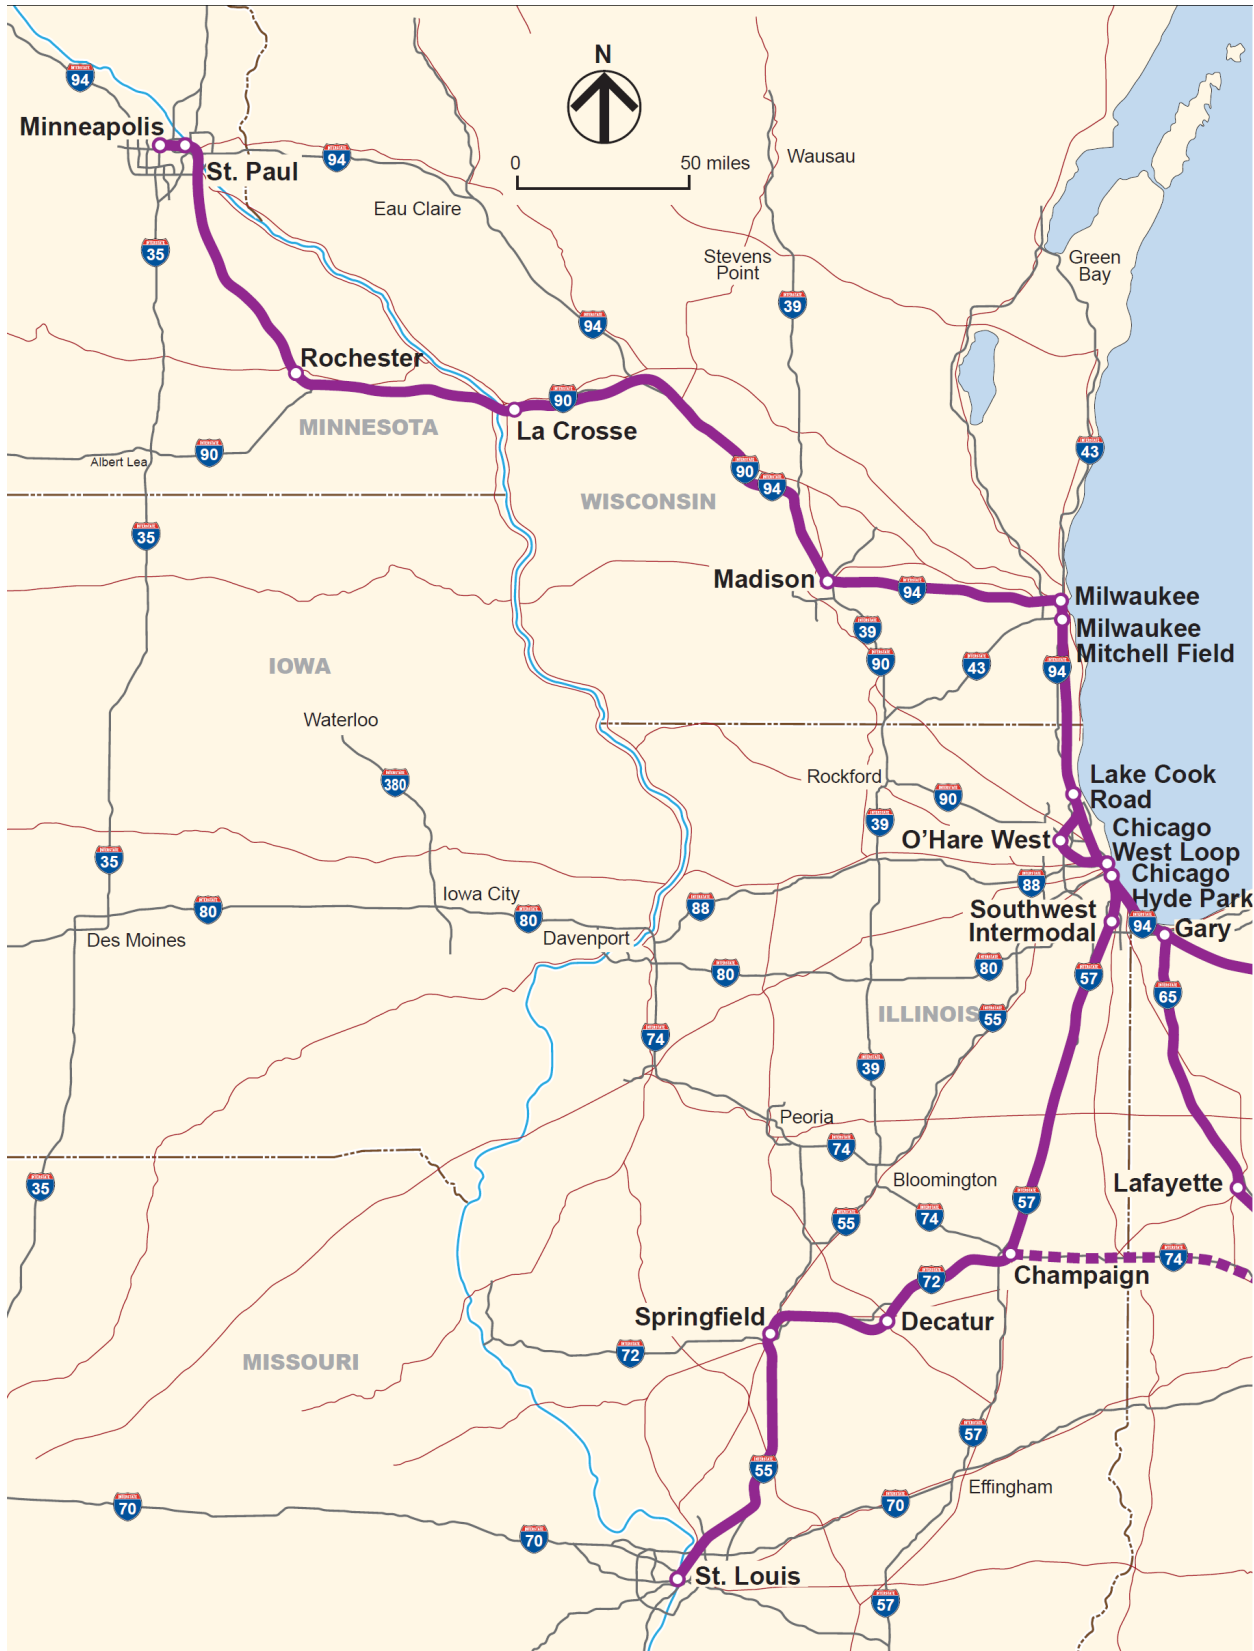 94
Minneapolis
St. Paul
94
N
0
50 miles
Wausau
Eau Claire
35
Stevens
Point
39
Green
Bay
94
Rochester
90
MINNESOTA
La Crosse
Albert Lea
90
43
90
94
WISCONSIN
35
Madison
94
Milwaukee
39
Milwaukee
Mitchell Field
90
43
94
IOWA
Waterloo
380
Rockford
90
Lake Cook
Road
39
O'Hare West
Chicago
West Loop
35
88
Chicago
Hyde Park
Iowa City
80
80
88
Southwest
Intermodal
94
Gary
Des Moines
Davenport
80
80
57
65
ILLINOIS
55
74
39
Peoria
74
35
Bloomington
Lafayette
57
55
74
74
Champaign
72
Springfield
Decatur
72
MISSOURI
57
55
Effingham
70
70
70
St. Louis
57